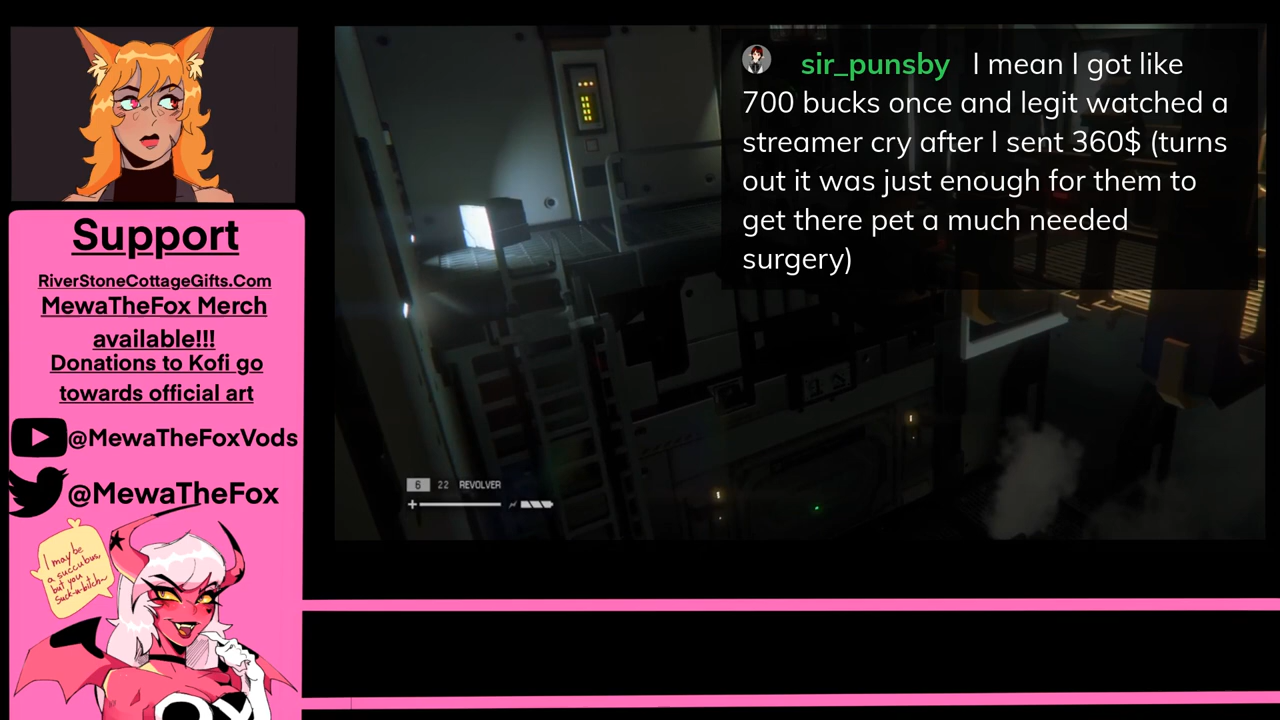 Support
RiverStoneCottageGifts.Com
MewaTheFox Merch
available!!!
Donations to Kofi go
towards official art
@MewaTheFoxVods
@MewaTheFox
I may be
a succubus,
but you
suck-a-bitch~
sir_punsby I mean I got like
700 bucks once and legit watched a
streamer cry after I sent 360$ (turns
out it was just enough for them to
get there pet a much needed
surgery)
6 22 REVOLVER